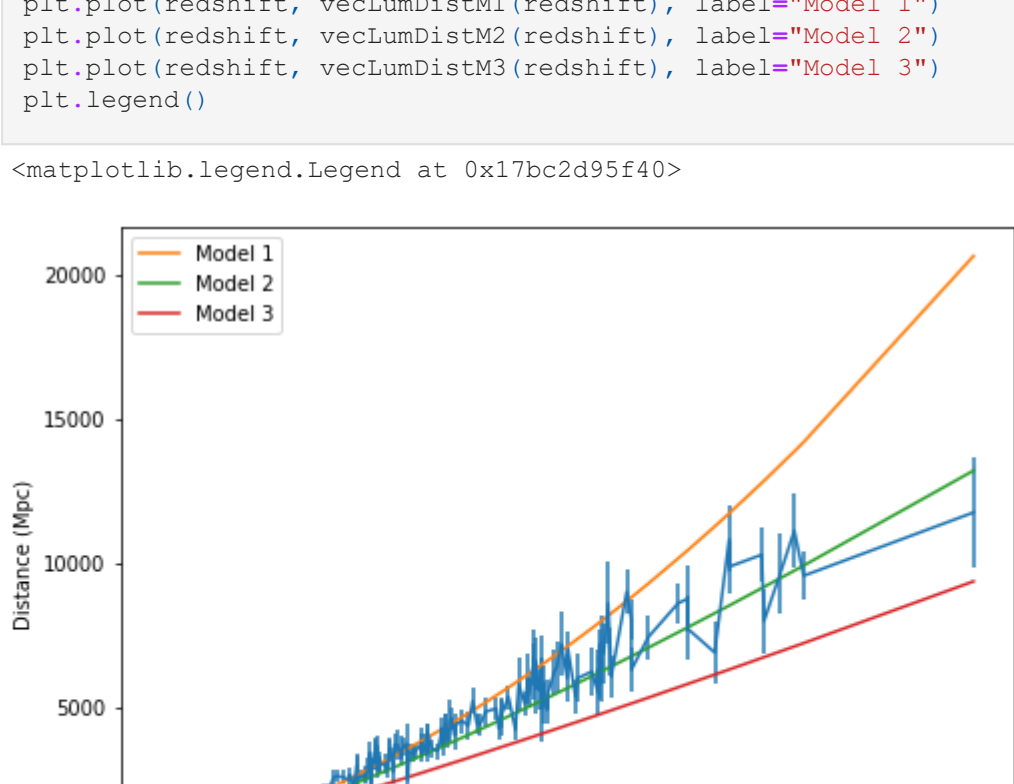 plt.plot(redshift, vecLumDistM1(redshift), label="Model 1")
plt.plot(redshift, vecLumDistM2(redshift), label="Model 2")
plt.plot(redshift, vecLumDistM3(redshift), label="Model 3")
plt.legend()
<matplotlib.legend.Legend at 0x17bc2d95f40>
Model 1
Model 2
Model 3
20000
15000
10000
5000
Distance (Mpc)